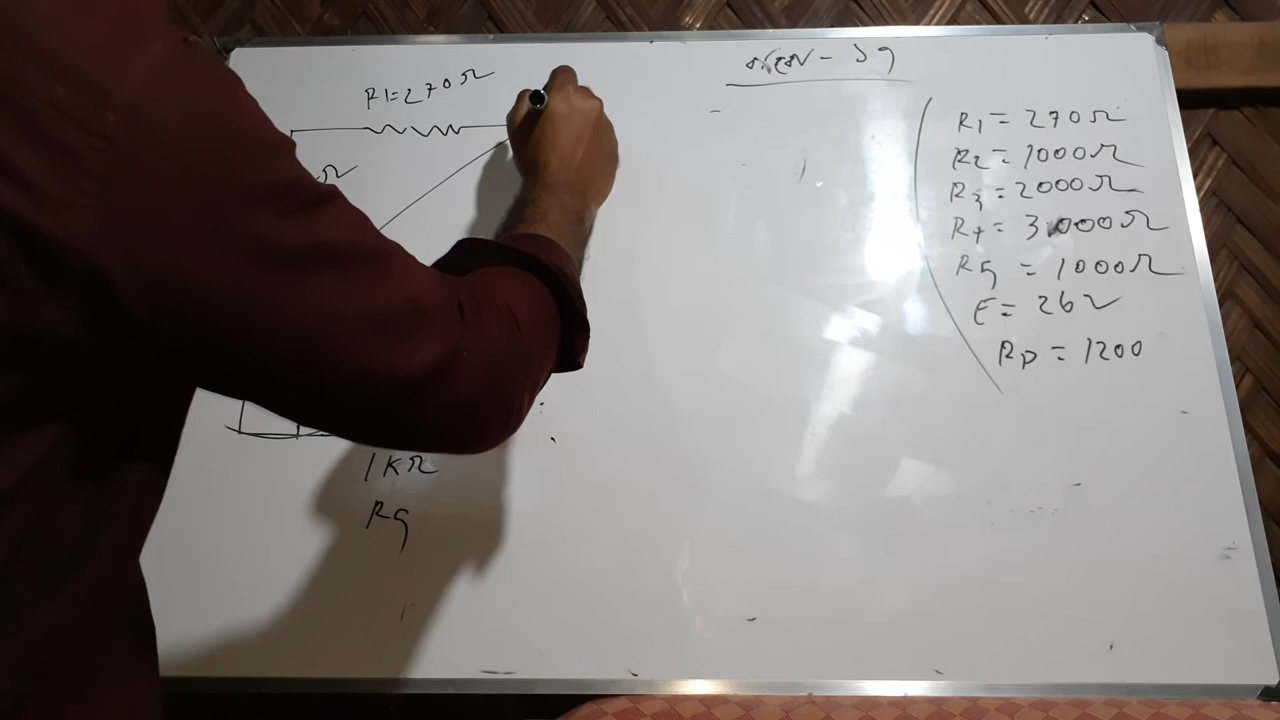 R1=270Ω
Ω
1KΩ
R5
R1 = 270Ω
R2 = 1000Ω
R3 = 2000Ω
R4 = 3000Ω
R5 = 1000Ω
E = 26V
RP = 1200